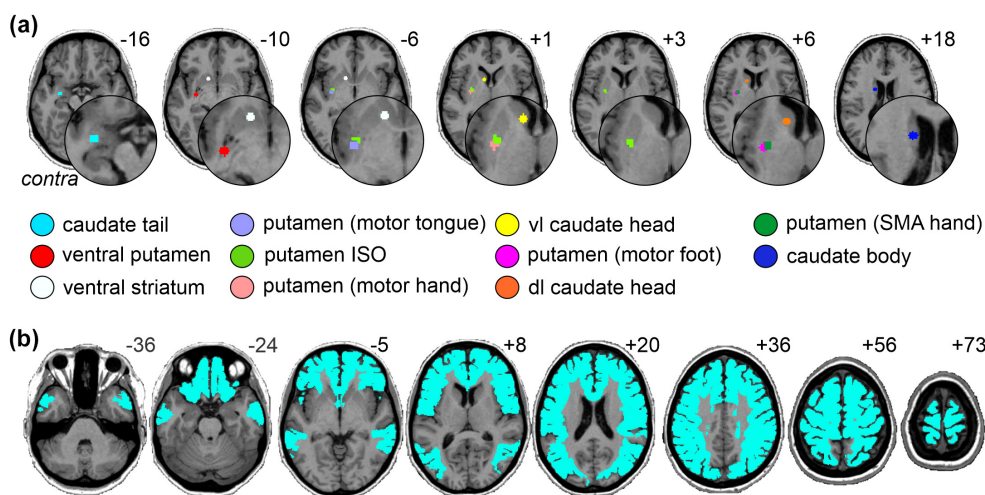 (a)
-16 -10 -6 +1 +3 +6 +18
contra
caudate tail putamen (motor tongue) vl caudate head putamen (SMA hand)
ventral putamen putamen ISO putamen (motor foot) caudate body
ventral striatum putamen (motor hand) dl caudate head
(b)
-36 -24 -5 +8 +20 +36 +56 +73